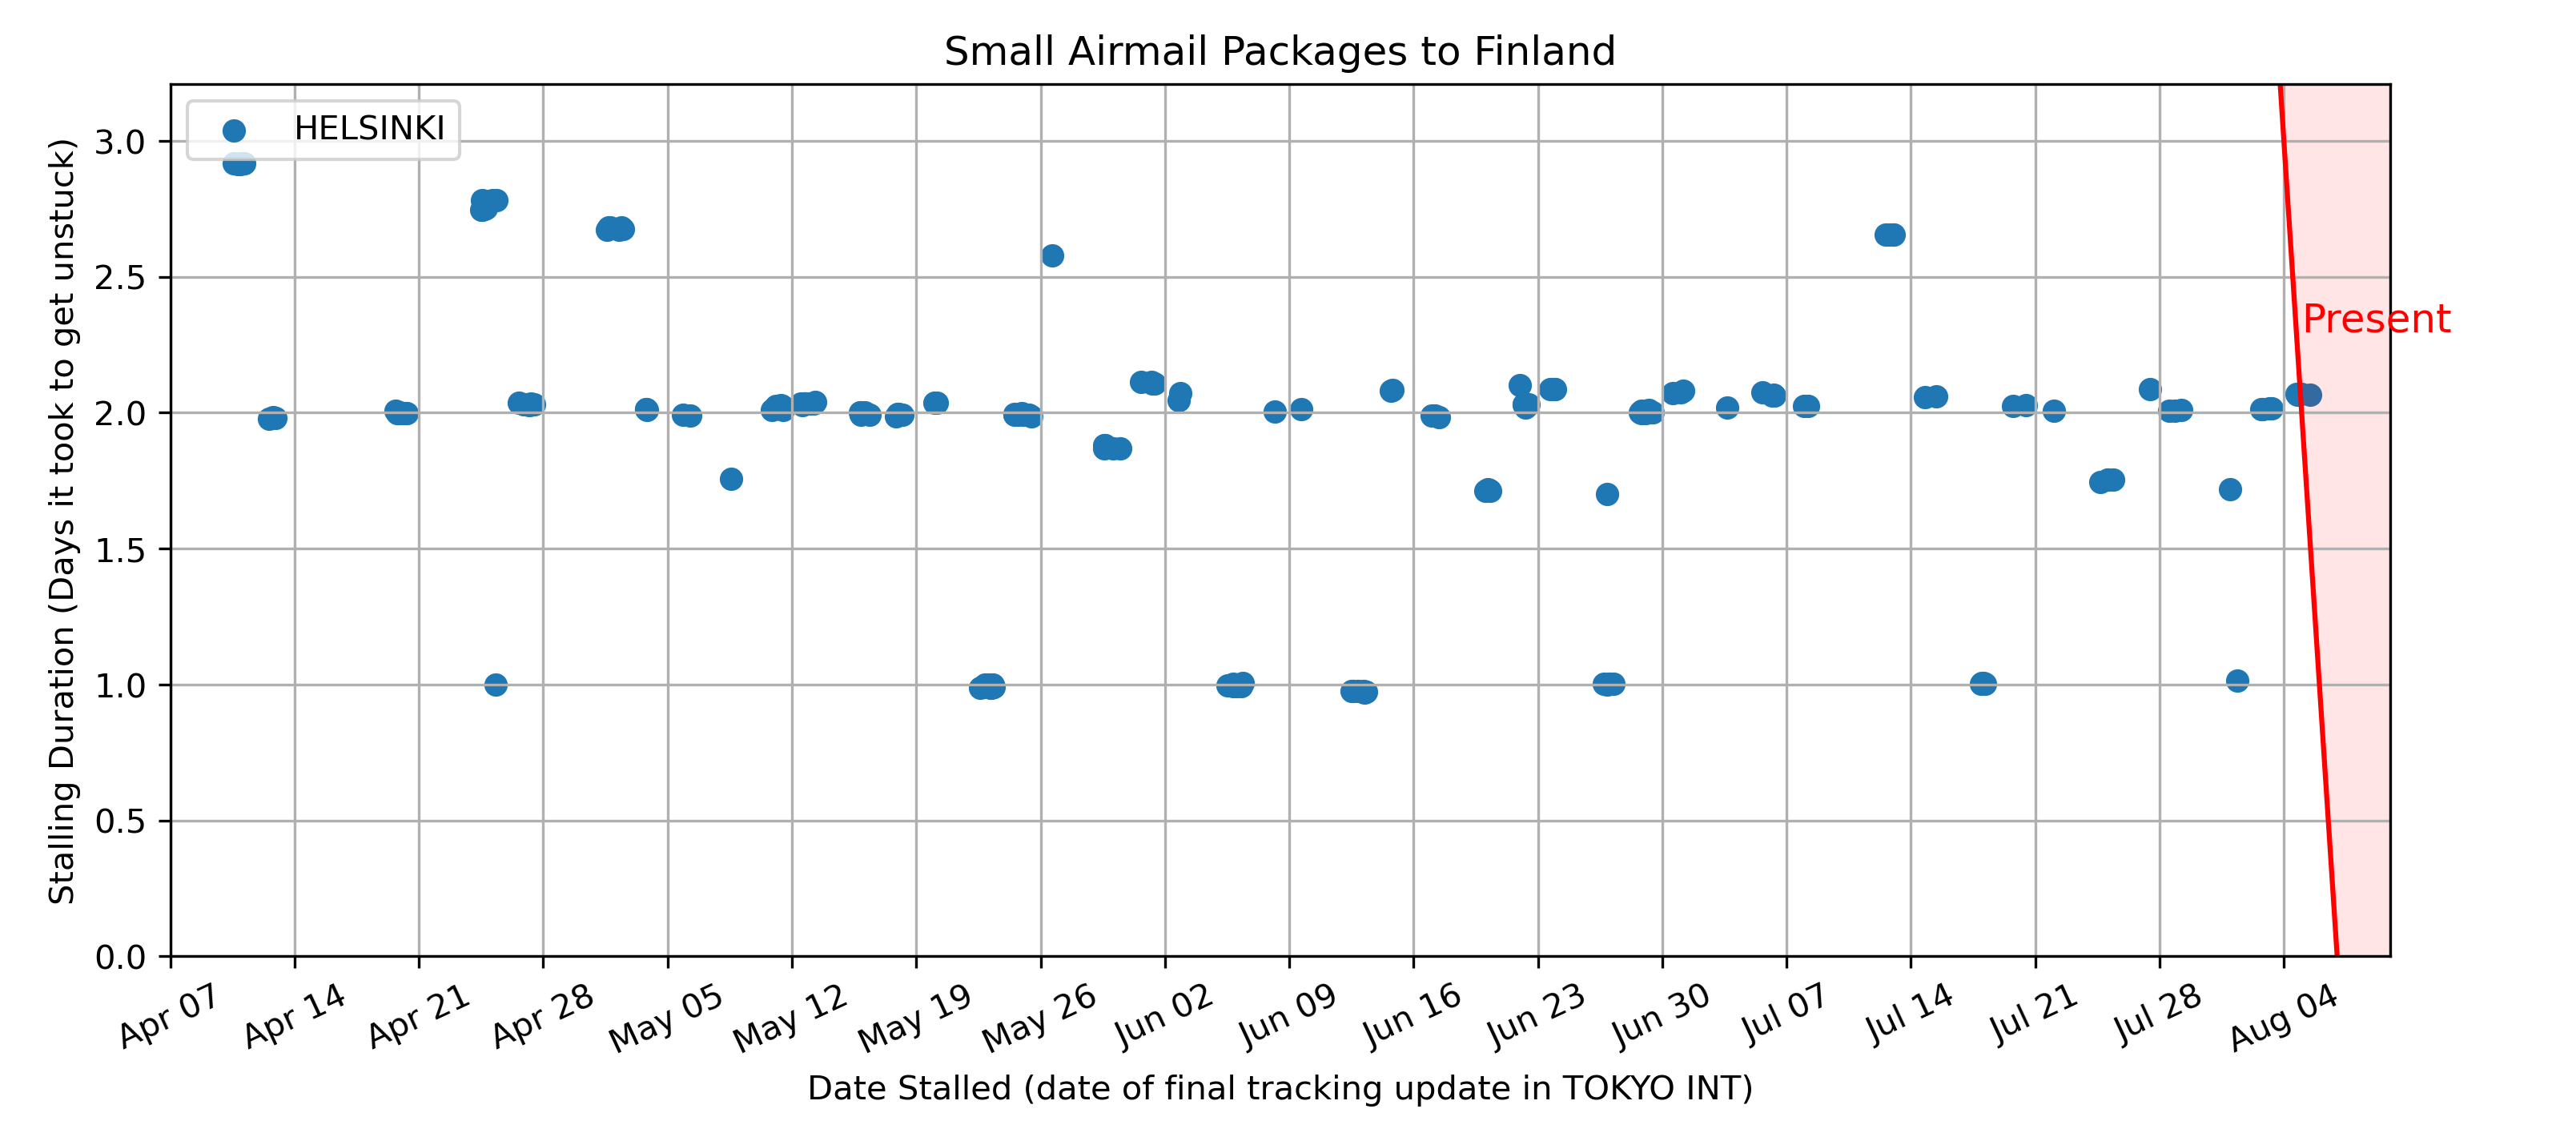 Small Airmail Packages to Finland
HELSINKI
Stalling Duration (Days it took to get unstuck)
3.0
2.5
2.0
1.5
1.0
0.5
0.0
Present
Apr 07
Apr 14
Apr 21
Apr 28
May 05
May 12
May 19
May 26
Jun 02
Jun 09
Jun 16
Jun 23
Jun 30
Jul 07
Jul 14
Jul 21
Jul 28
Aug 04
Date Stalled (date of final tracking update in TOKYO INT)